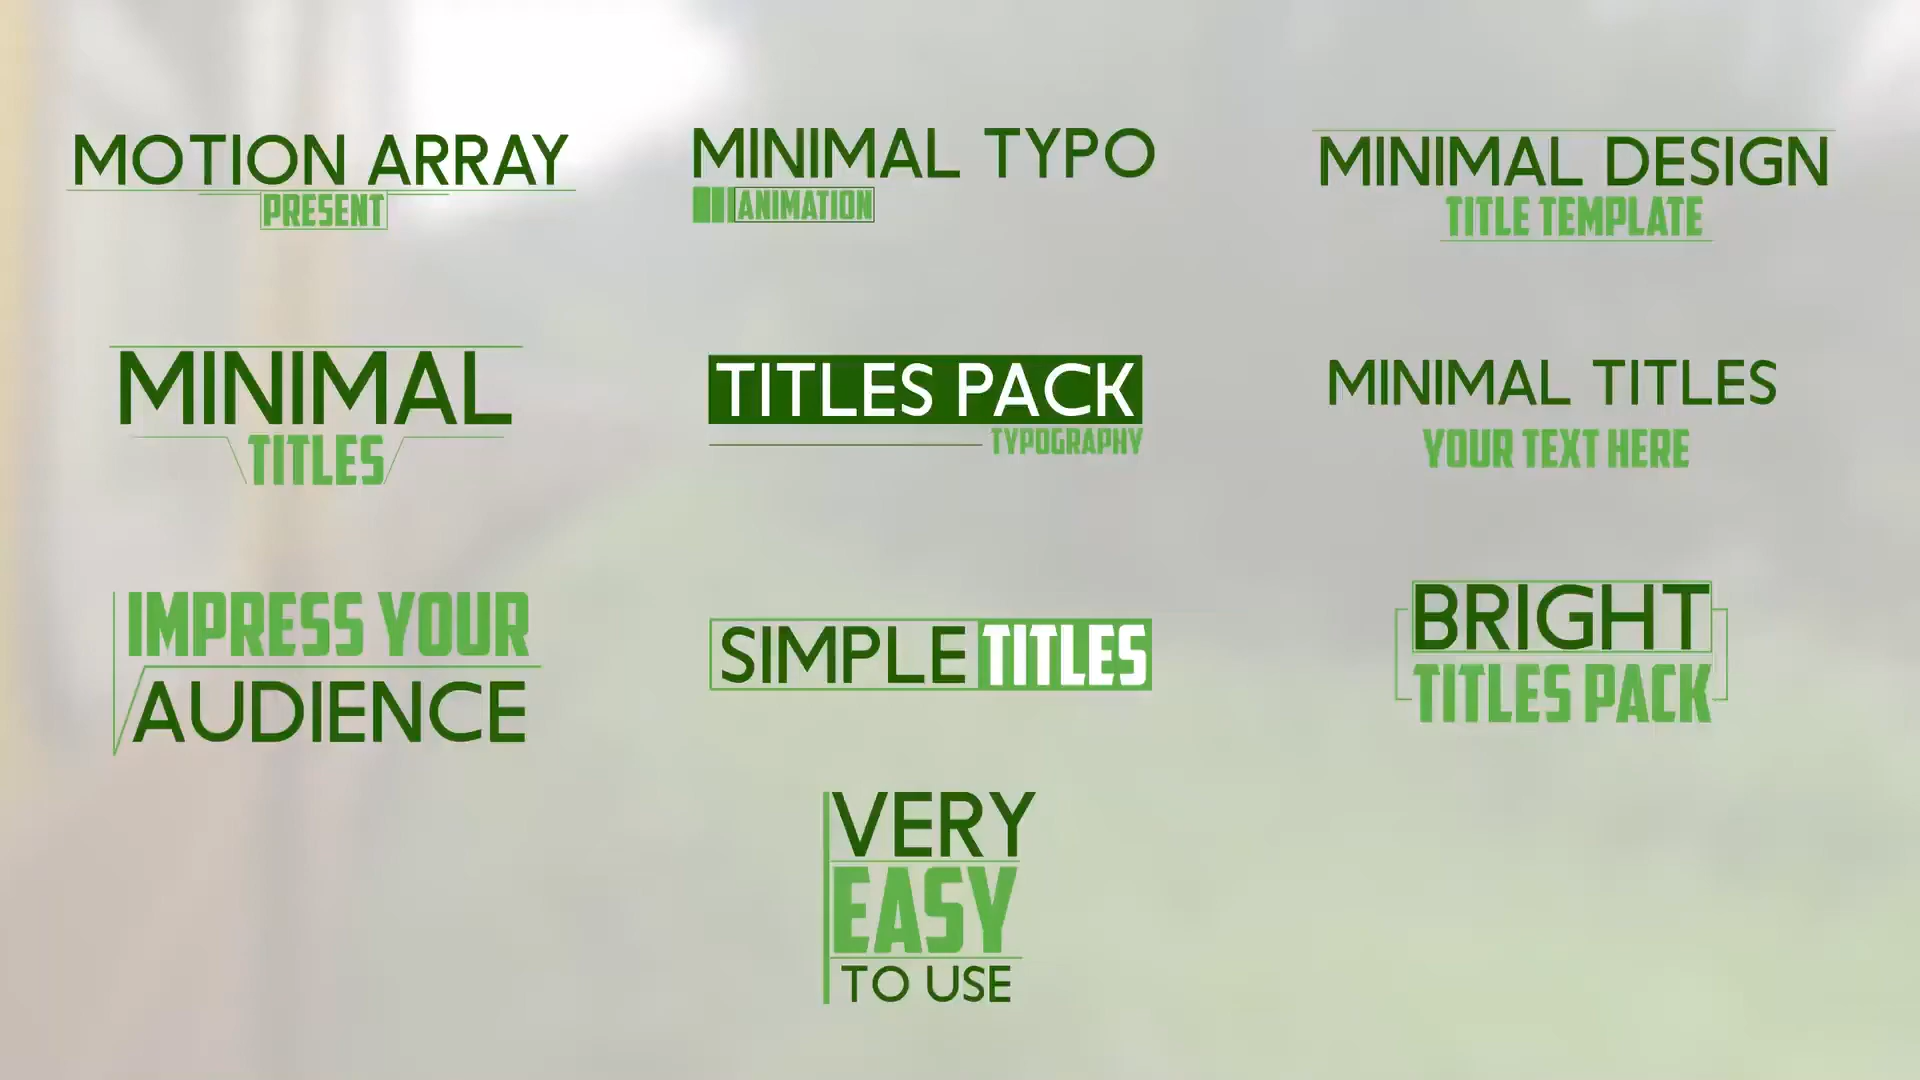 MOTION ARRAY
PRESENT
MINIMAL TYPO
ANIMATION
MINIMAL DESIGN
TITLE TEMPLATE
MINIMAL
TITLES
TITLES PACK
TYPOGRAPHY
MINIMAL TITLES
YOUR TEXT HERE
IMPRESS YOUR
AUDIENCE
SIMPLE TITLES
BRIGHT
TITLES PACK
VERY
EASY
TO USE